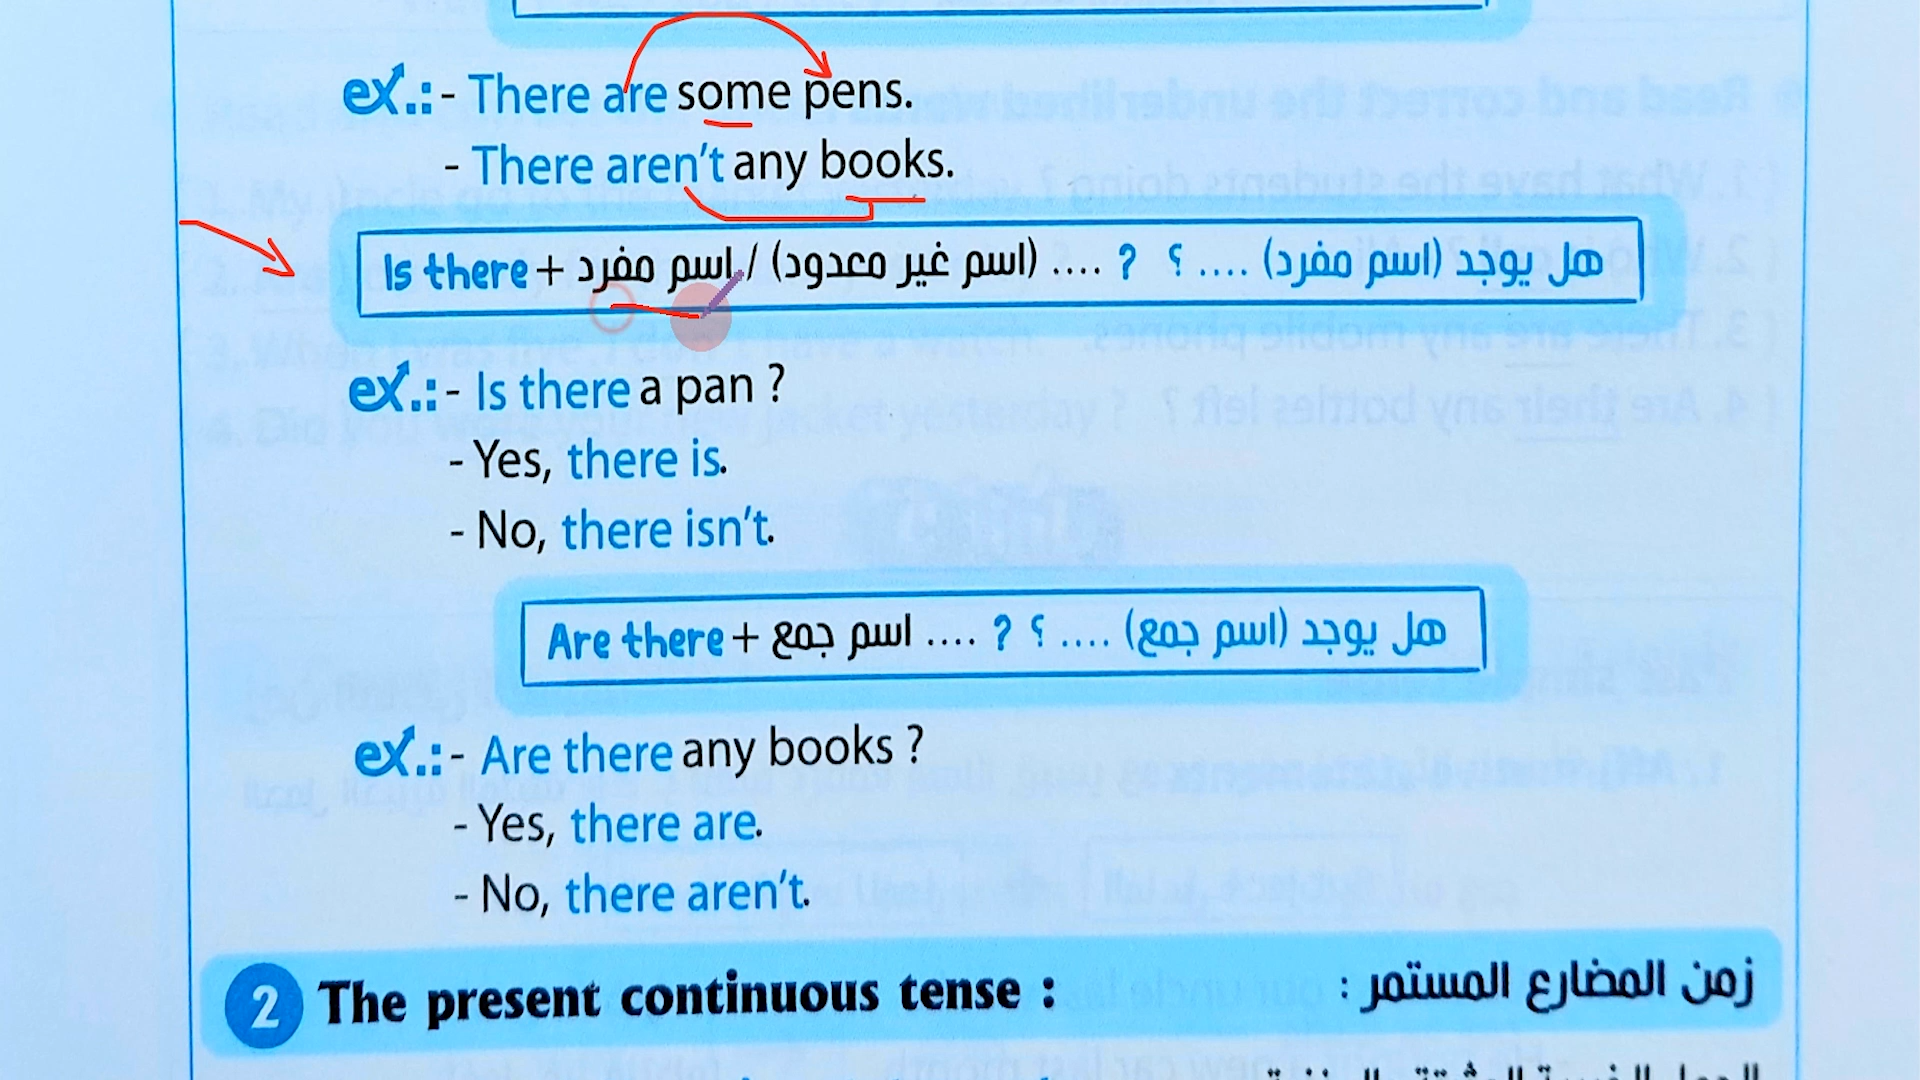 ex.: - There are some pens.
- There aren't any books.
Is there + اسم مفرد / (اسم غير معدود) .... ? هل يوجد (اسم مفرد) .... ؟
ex.: - Is there a pan ?
- Yes, there is.
- No, there isn't.
Are there + اسم جمع .... ? هل يوجد (اسم جمع) .... ؟
ex.: - Are there any books ?
- Yes, there are.
- No, there aren't.
2 The present continuous tense : زمن المضارع المستمر :